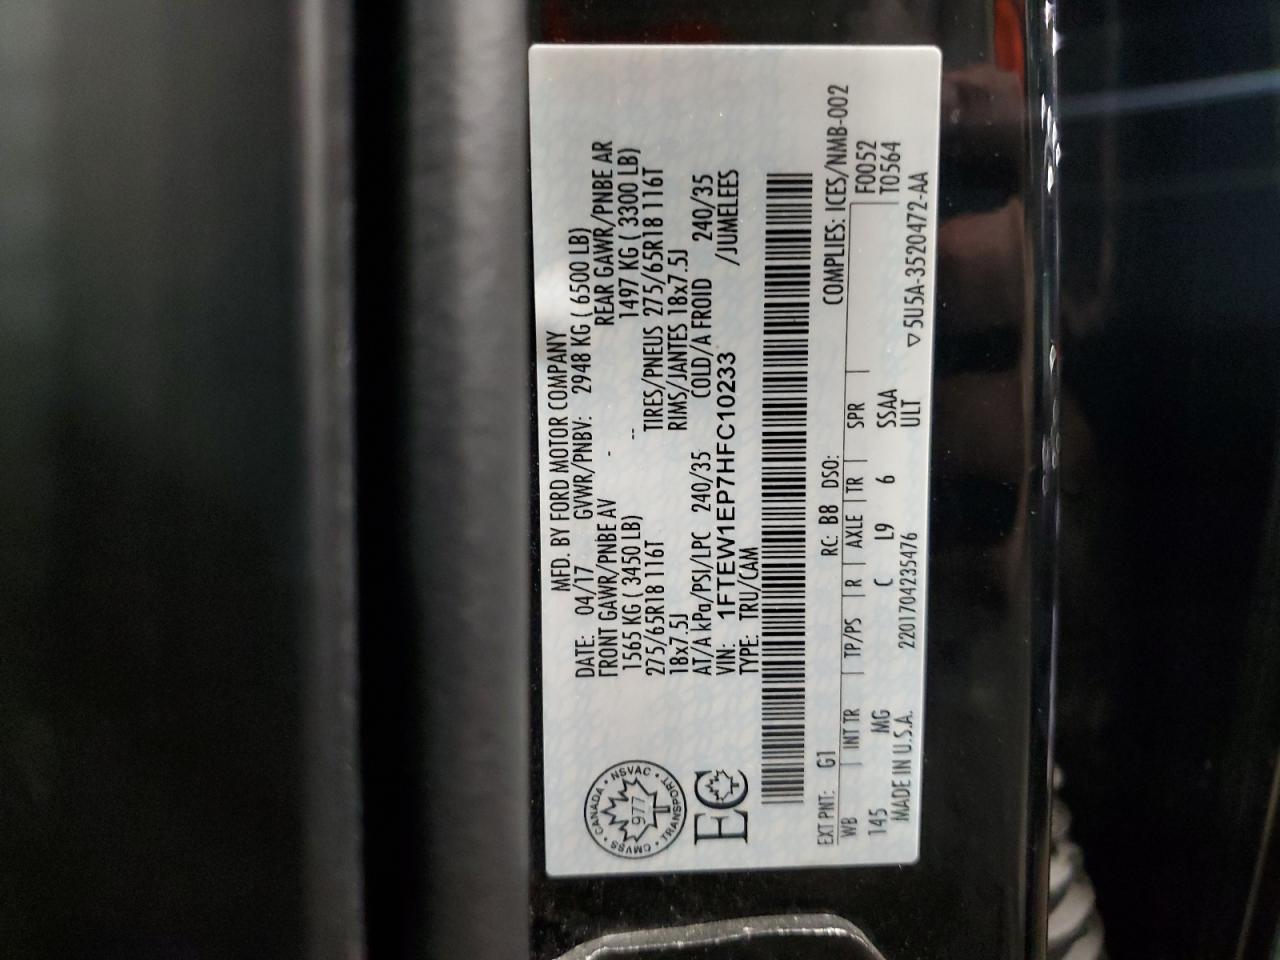 MFD. BY FORD MOTOR COMPANY
DATE: 04/17 GVWR/PNBV: 2948 KG ( 6500 LB)
FRONT GAWR/PNBE AV - REAR GAWR/PNBE AR
1565 KG ( 3450 LB) -- 1497 KG ( 3300 LB)
275/65R18 116T TIRES/PNEUS 275/65R18 116T
18x7.5J RIMS/JANTES 18x7.5J
AT/A kPa/PSI/LPC 240/35 COLD/A FROID 240/35
VIN: 1FTEW1EP7HFC10233 /JUMELEES
TYPE: TRU/CAM
CANADA • NSVAC • TRANSPORT • CMVSS •
977
EC
COMPLIES: ICES/NMB-002
EXT PNT: G1 RC: B8 DSO: F0052
WB INT TR TP/PS R AXLE TR SPR T0564
145 MG C L9 6 SSAA
MADE IN U.S.A. 2201704235476 ULT ▽5U5A-3520472-AA